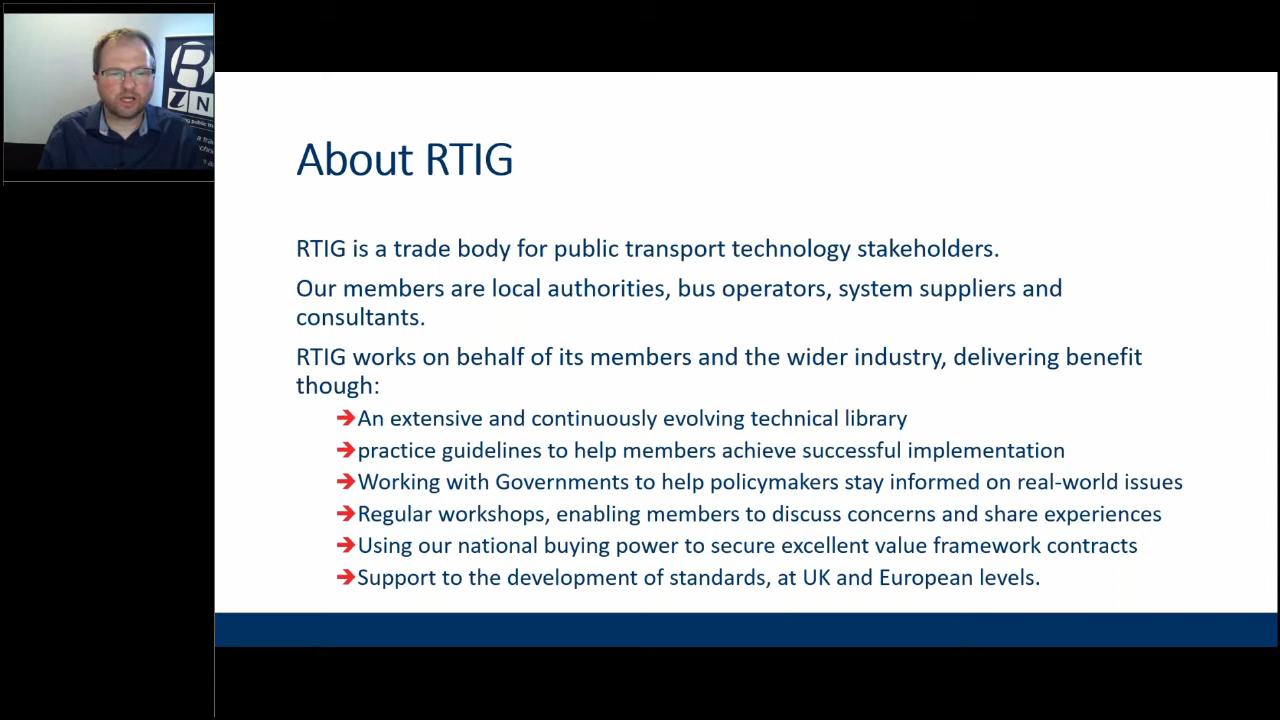 R
i N
About RTIG
RTIG is a trade body for public transport technology stakeholders.
Our members are local authorities, bus operators, system suppliers and
consultants.
RTIG works on behalf of its members and the wider industry, delivering benefit
though:
➔An extensive and continuously evolving technical library
➔practice guidelines to help members achieve successful implementation
➔Working with Governments to help policymakers stay informed on real-world issues
➔Regular workshops, enabling members to discuss concerns and share experiences
➔Using our national buying power to secure excellent value framework contracts
➔Support to the development of standards, at UK and European levels.